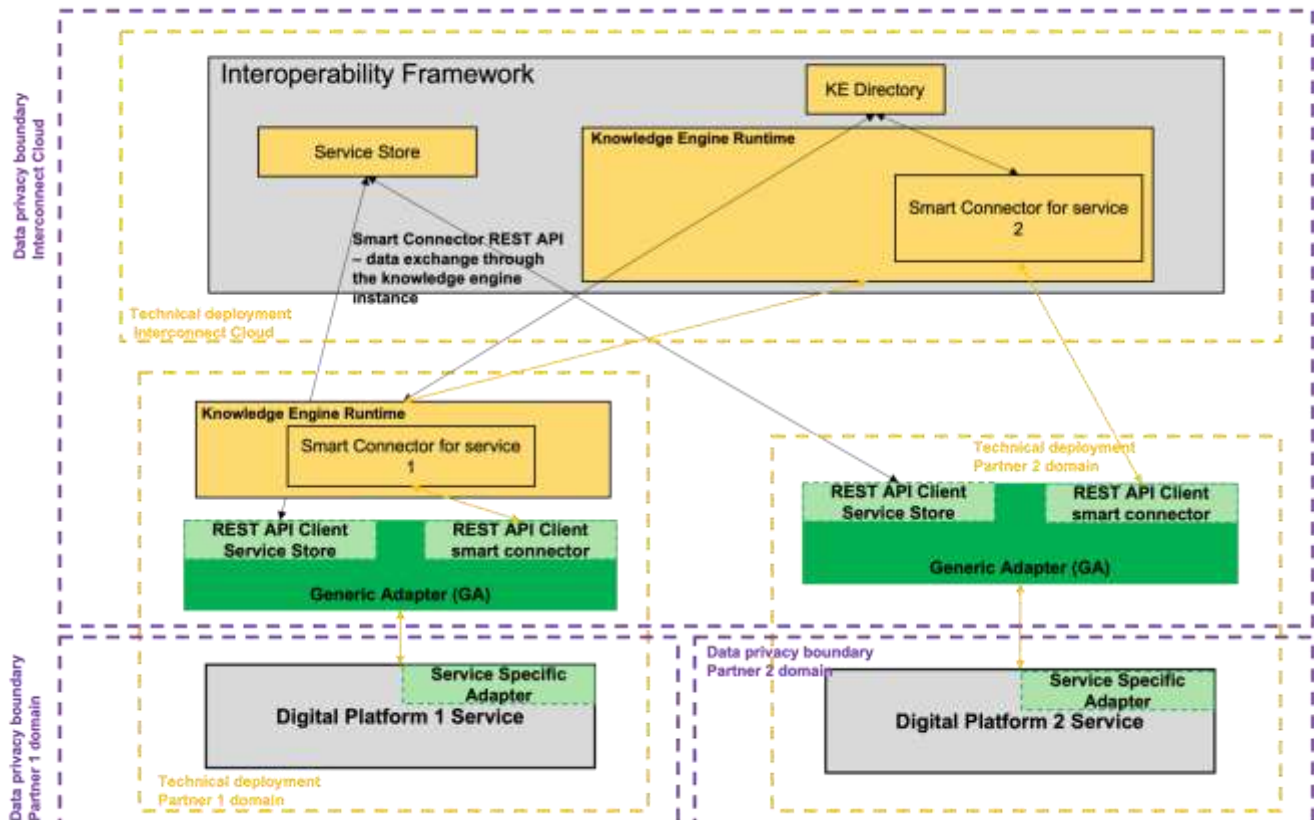 Data privacy boundary
Interconnect Cloud
Interoperability Framework
KE Directory
Service Store
Knowledge Engine Runtime
Smart Connector for service
2
Smart Connector REST API
– data exchange through
the knowledge engine
instance
Technical deployment
Interconnect Cloud
Knowledge Engine Runtime
Smart Connector for service
1
REST API Client
Service Store
REST API Client
smart connector
Generic Adapter (GA)
Technical deployment
Partner 2 domain
REST API Client
Service Store
REST API Client
smart connector
Generic Adapter (GA)
Data privacy boundary
Partner 1 domain
Service Specific
Adapter
Digital Platform 1 Service
Technical deployment
Partner 1 domain
Data privacy boundary
Partner 2 domain
Service Specific
Adapter
Digital Platform 2 Service